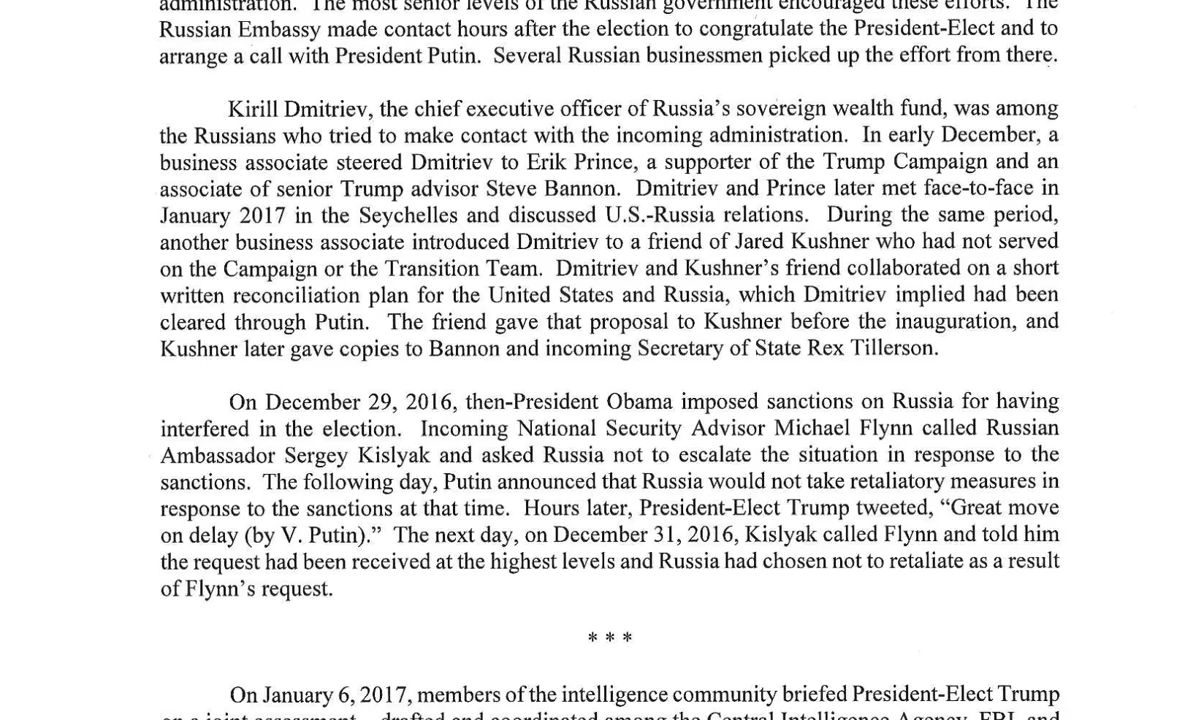 administration. The most senior levels of the Russian government encouraged these efforts. The
Russian Embassy made contact hours after the election to congratulate the President-Elect and to
arrange a call with President Putin. Several Russian businessmen picked up the effort from there.
Kirill Dmitriev, the chief executive officer of Russia's sovereign wealth fund, was among
the Russians who tried to make contact with the incoming administration. In early December, a
business associate steered Dmitriev to Erik Prince, a supporter of the Trump Campaign and an
associate of senior Trump advisor Steve Bannon. Dmitriev and Prince later met face-to-face in
January 2017 in the Seychelles and discussed U.S.-Russia relations. During the same period,
another business associate introduced Dmitriev to a friend of Jared Kushner who had not served
on the Campaign or the Transition Team. Dmitriev and Kushner's friend collaborated on a short
written reconciliation plan for the United States and Russia, which Dmitriev implied had been
cleared through Putin. The friend gave that proposal to Kushner before the inauguration, and
Kushner later gave copies to Bannon and incoming Secretary of State Rex Tillerson.
On December 29, 2016, then-President Obama imposed sanctions on Russia for having
interfered in the election. Incoming National Security Advisor Michael Flynn called Russian
Ambassador Sergey Kislyak and asked Russia not to escalate the situation in response to the
sanctions. The following day, Putin announced that Russia would not take retaliatory measures in
response to the sanctions at that time. Hours later, President-Elect Trump tweeted, “Great move
on delay (by V. Putin).” The next day, on December 31, 2016, Kislyak called Flynn and told him
the request had been received at the highest levels and Russia had chosen not to retaliate as a result
of Flynn's request.
* * *
On January 6, 2017, members of the intelligence community briefed President-Elect Trump
on a joint assessment—drafted and coordinated among the Central Intelligence Agency, FBI, and